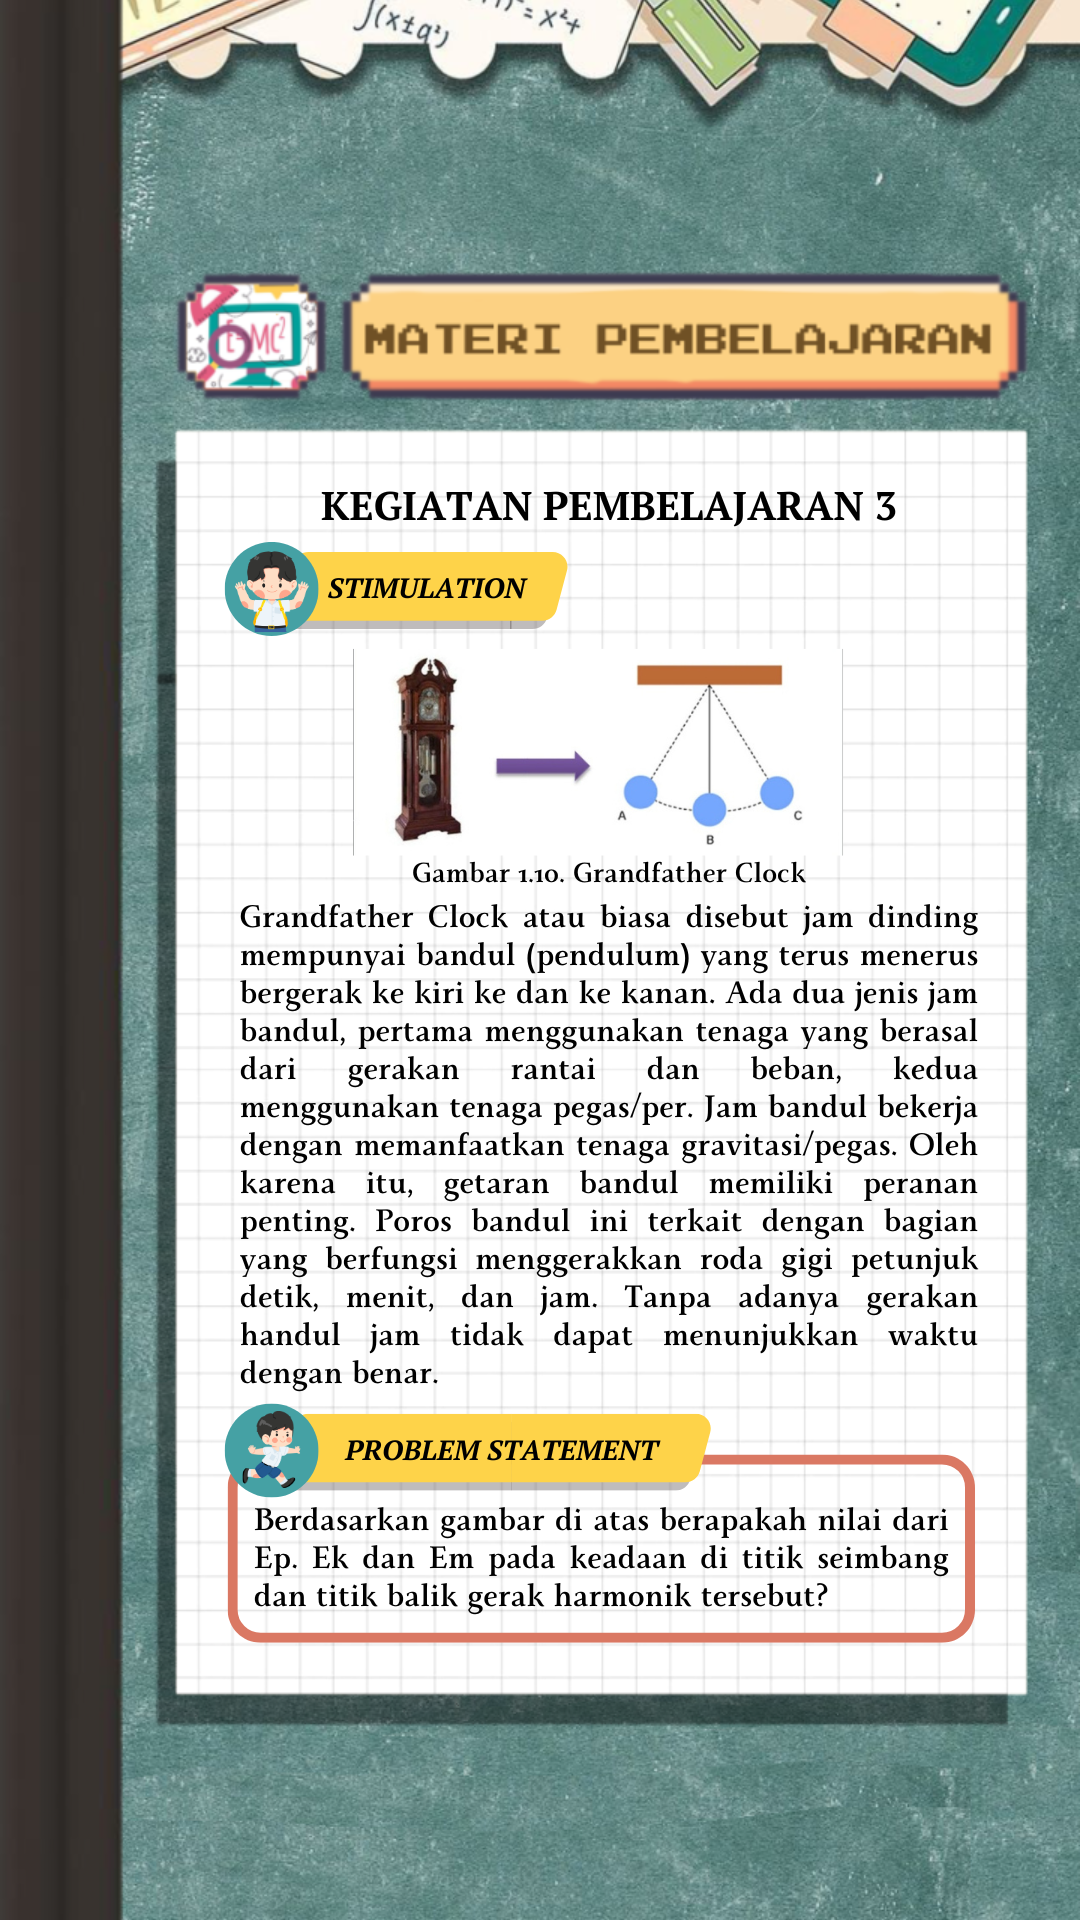 ∫(x±a²)
= x²+
E=MC²
MATERI PEMBELAJARAN
KEGIATAN PEMBELAJARAN 3
STIMULATION
A
B
C
Gambar 1.10. Grandfather Clock
Grandfather Clock atau biasa disebut jam dinding
mempunyai bandul (pendulum) yang terus menerus
bergerak ke kiri ke dan ke kanan. Ada dua jenis jam
bandul, pertama menggunakan tenaga yang berasal
dari gerakan rantai dan beban, kedua
menggunakan tenaga pegas/per. Jam bandul bekerja
dengan memanfaatkan tenaga gravitasi/pegas. Oleh
karena itu, getaran bandul memiliki peranan
penting. Poros bandul ini terkait dengan bagian
yang berfungsi menggerakkan roda gigi petunjuk
detik, menit, dan jam. Tanpa adanya gerakan
handul jam tidak dapat menunjukkan waktu
dengan benar.
PROBLEM STATEMENT
Berdasarkan gambar di atas berapakah nilai dari
Ep. Ek dan Em pada keadaan di titik seimbang
dan titik balik gerak harmonik tersebut?